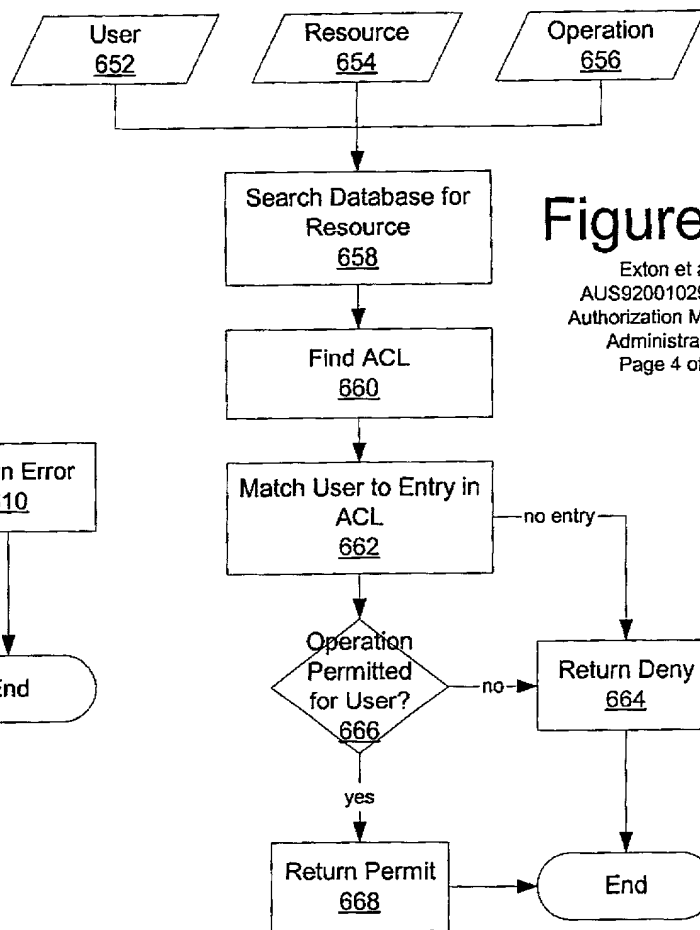 User
652
Resource
654
Operation
656
Search Database for
Resource
658
Figure
Exton et a
AUS92001029
Authorization M
Administra
Page 4 of
Find ACL
660
n Error
10
Match User to Entry in
ACL
662
no entry
End
Operation
Permitted
for User?
666
no
Return Deny
664
yes
Return Permit
668
End